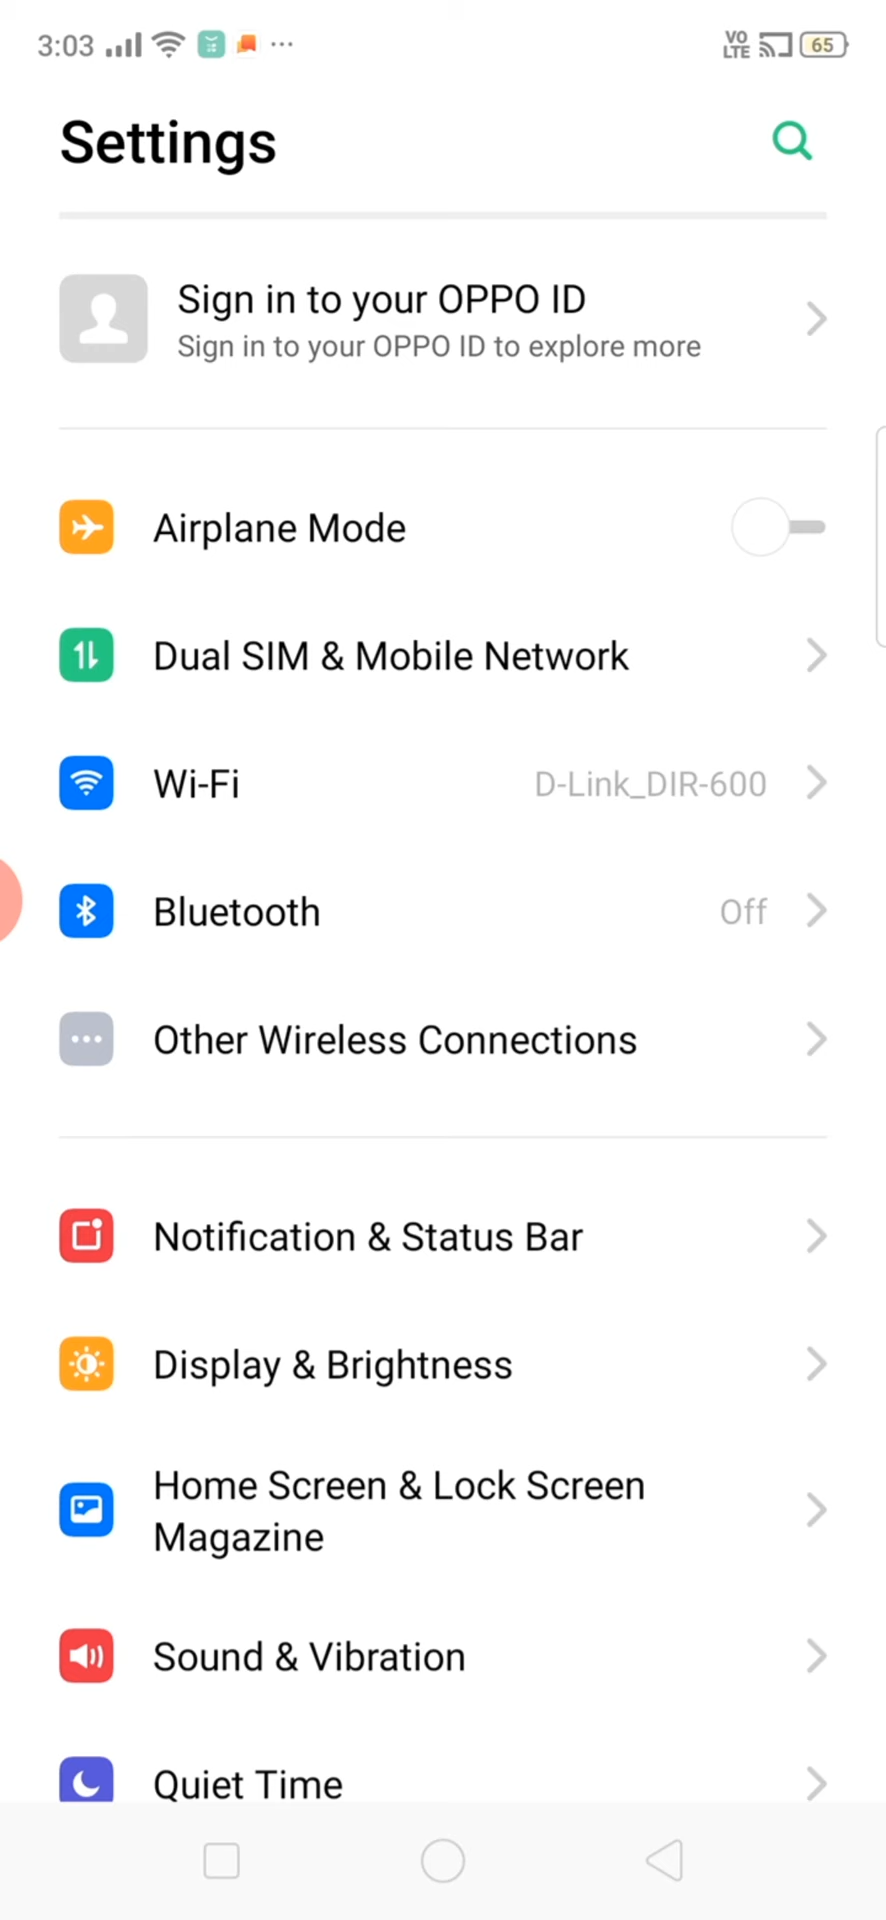 3:03
VO
LTE
65
Settings
Sign in to your OPPO ID
Sign in to your OPPO ID to explore more
Airplane Mode
Dual SIM & Mobile Network
Wi-Fi
D-Link_DIR-600
Bluetooth
Off
Other Wireless Connections
Notification & Status Bar
Display & Brightness
Home Screen & Lock Screen
Magazine
Sound & Vibration
Quiet Time